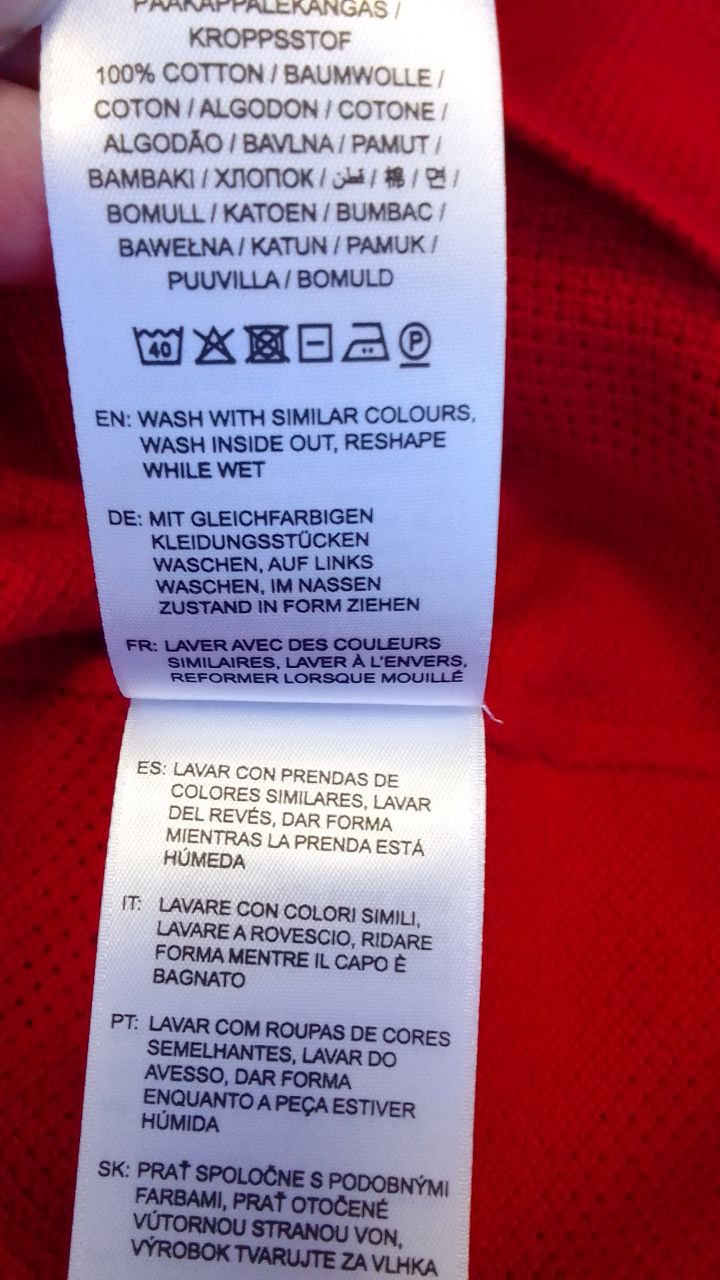 PÄÄKAPPALEKANGAS /
KROPPSSTOF
100% COTTON / BAUMWOLLE /
COTON / ALGODON / COTONE /
ALGODÃO / BAVLNA / PAMUT /
BAMBAKI / ХЛОПОК / قطن / 棉 / 면 /
BOMULL / KATOEN / BUMBAC /
BAWEŁNA / KATUN / PAMUK /
PUUVILLA / BOMULD
40 P
EN: WASH WITH SIMILAR COLOURS,
WASH INSIDE OUT, RESHAPE
WHILE WET
DE: MIT GLEICHFARBIGEN
KLEIDUNGSSTÜCKEN
WASCHEN, AUF LINKS
WASCHEN, IM NASSEN
ZUSTAND IN FORM ZIEHEN
FR: LAVER AVEC DES COULEURS
SIMILAIRES, LAVER À L'ENVERS,
REFORMER LORSQUE MOUILLÉ
ES: LAVAR CON PRENDAS DE
COLORES SIMILARES, LAVAR
DEL REVÉS, DAR FORMA
MIENTRAS LA PRENDA ESTÁ
HÚMEDA
IT: LAVARE CON COLORI SIMILI,
LAVARE A ROVESCIO, RIDARE
FORMA MENTRE IL CAPO È
BAGNATO
PT: LAVAR COM ROUPAS DE CORES
SEMELHANTES, LAVAR DO
AVESSO, DAR FORMA
ENQUANTO A PEÇA ESTIVER
HÚMIDA
SK: PRAŤ SPOLOČNE S PODOBNÝMI
FARBAMI, PRAŤ OTOČENÉ
VÚTORNOU STRANOU VON,
VÝROBOK TVARUJTE ZA VLHKA